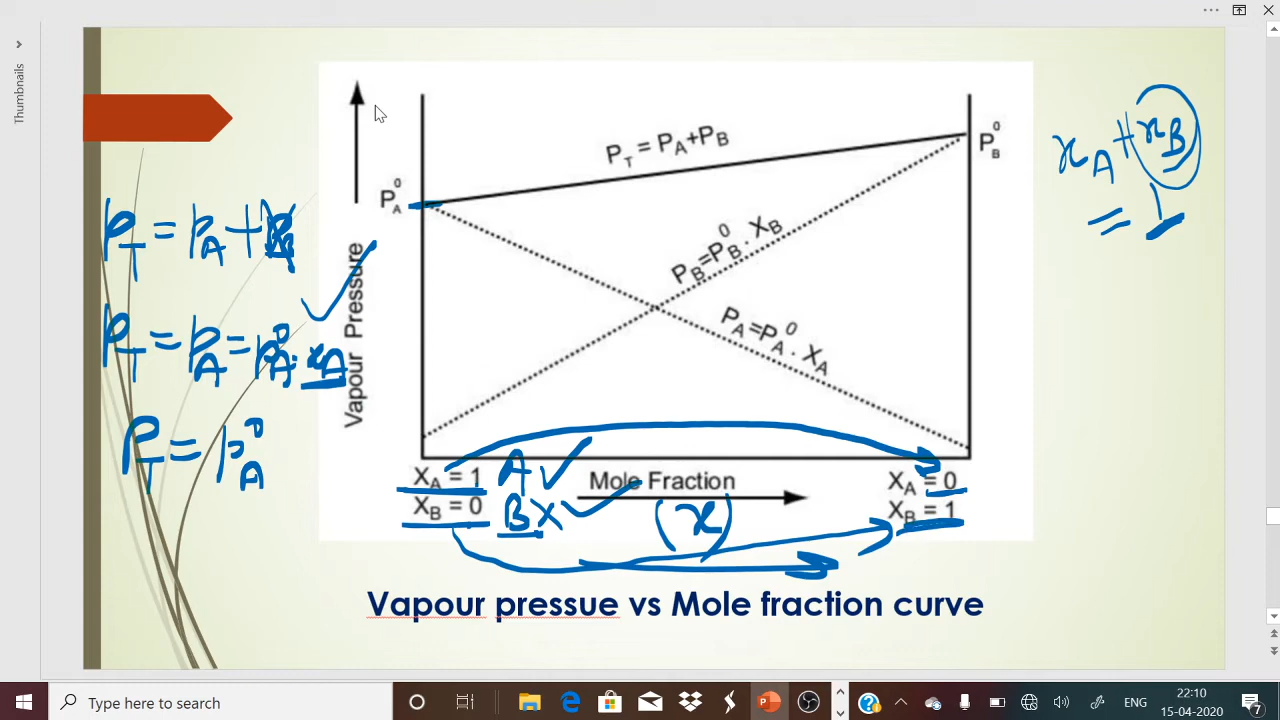 Thumbnails
P_T = P_A+P_B
P_A^0
P_B^0
P_B=P_B^0 . X_B
P_A=P_A^0 . X_A
Vapour Pressure
X_A = 1
X_B = 0
Mole Fraction
X_A = 0
X_B = 1
A ✓
B X
(x)
P_T = P_A +
P_T = P_A = P_A^0 . x_A
P_T = P_A^0
x_A + x_B
= 1
Vapour pressue vs Mole fraction curve
Type here to search
ENG
22:10
15-04-2020
7